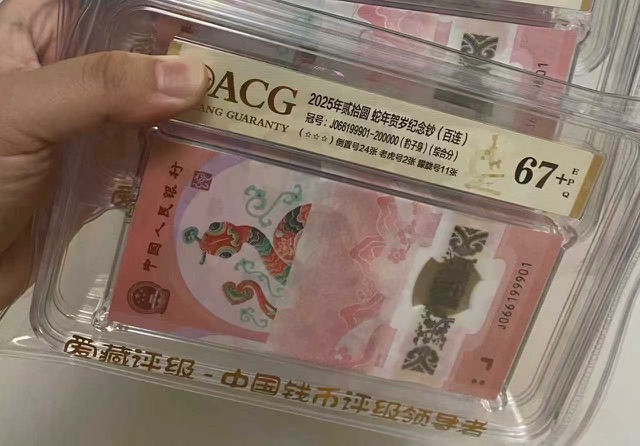 ACG
ANG GUARANTY
2025年贰拾圆 蛇年贺岁纪念钞（百连）
冠号：J066199901-200000（豹子号）（综合分）
（☆☆☆）倒置号24张 老虎号2张 朦胧号11张
67+
E
P
Q
中国人民银行
J066199901
爱藏评级-中国钱币评级领导者